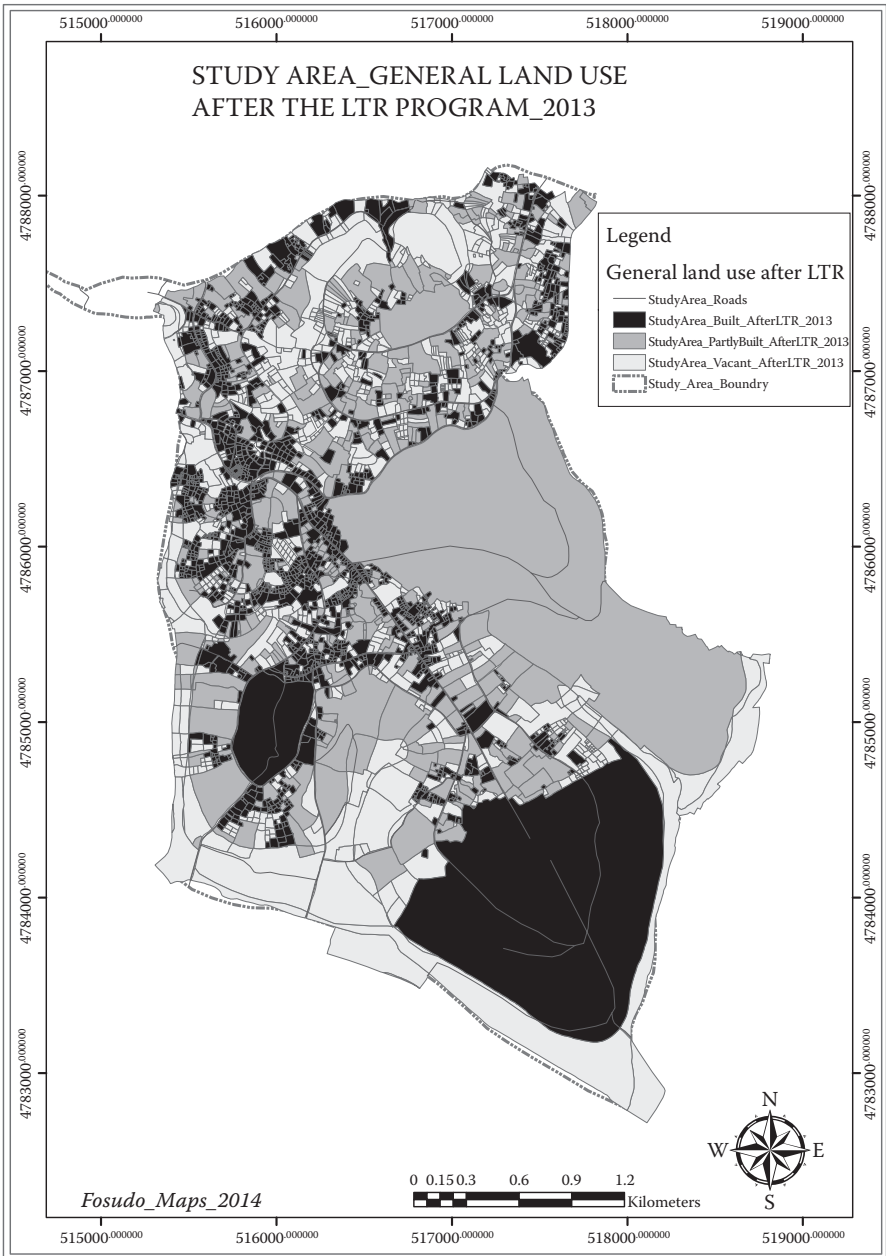 515000.000000 516000.000000 517000.000000 518000.000000 519000.000000
STUDY AREA_GENERAL LAND USE
AFTER THE LTR PROGRAM_2013
4788000.000000
4787000.000000
4786000.000000
4785000.000000
4784000.000000
4783000.000000
Legend
General land use after LTR
StudyArea_Roads
StudyArea_Built_AfterLTR_2013
StudyArea_PartlyBuilt_AfterLTR_2013
StudyArea_Vacant_AfterLTR_2013
Study_Area_Boundry
4788000.000000
4787000.000000
4786000.000000
4785000.000000
4784000.000000
4783000.000000
N
W E
S
0 0.15 0.3 0.6 0.9 1.2
Kilometers
Fosudo_Maps_2014
515000.000000 516000.000000 517000.000000 518000.000000 519000.000000